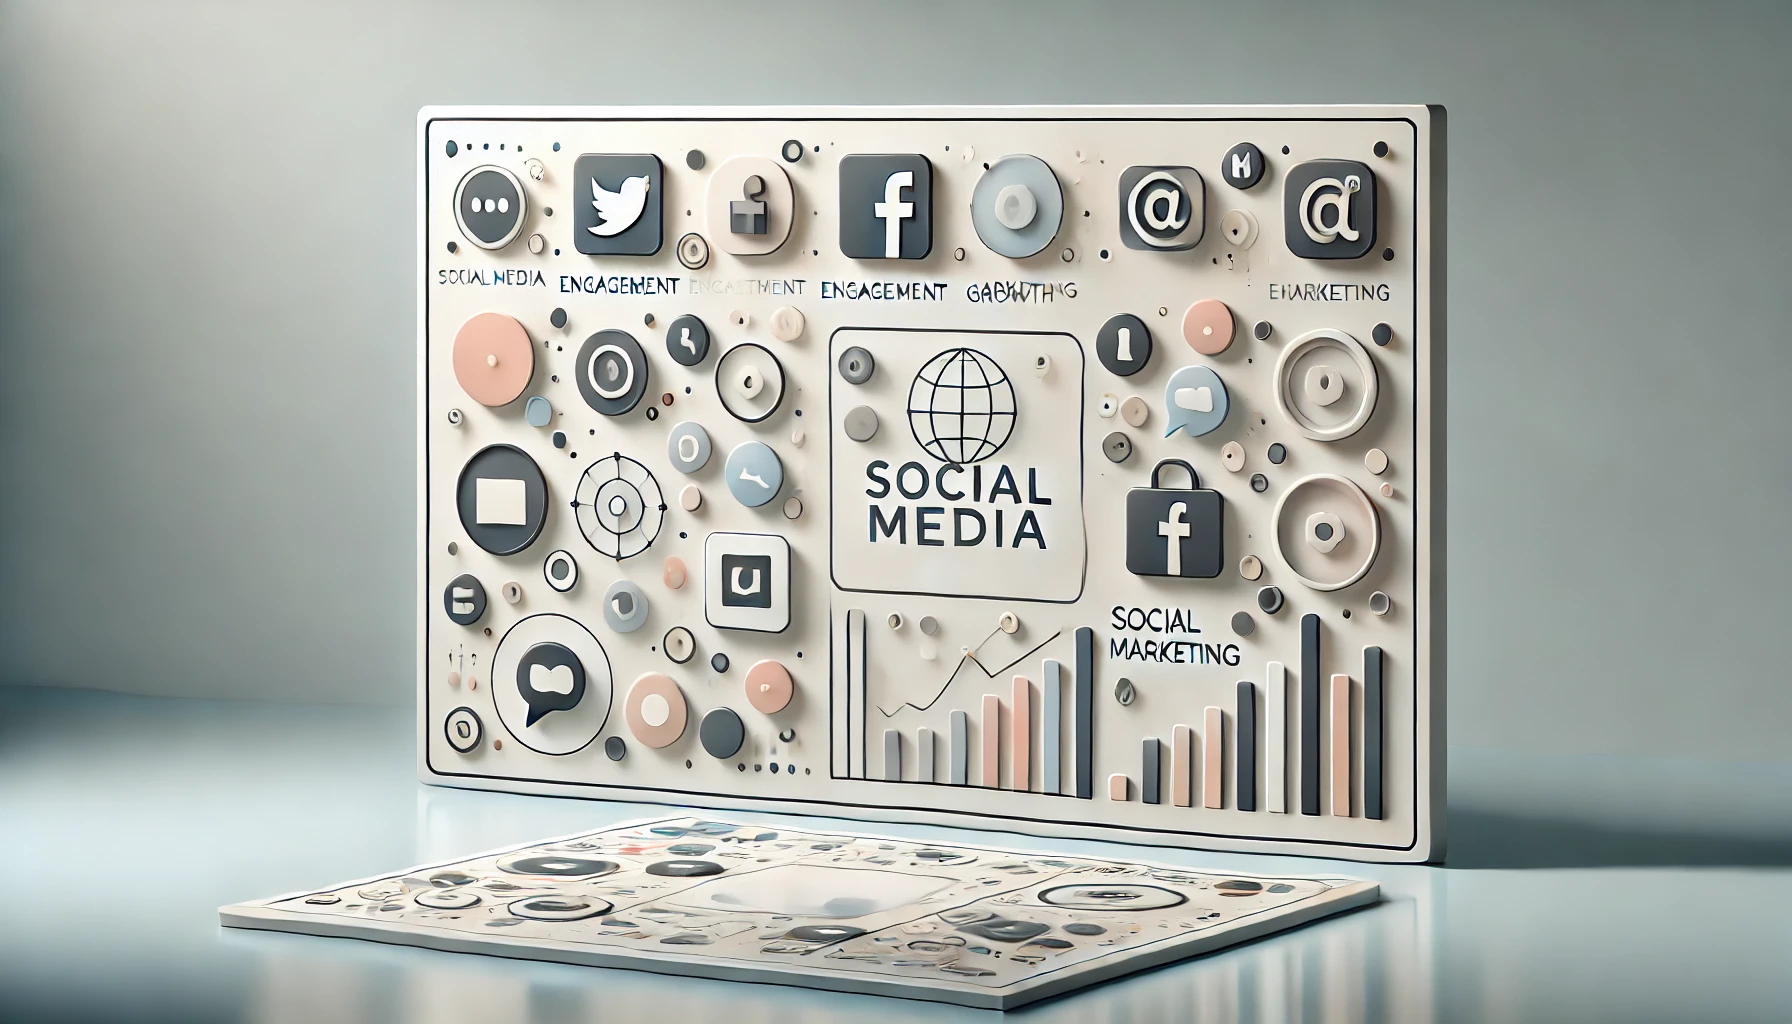 SOCIAL MEDIA
ENGAGEMENT
ENGAGEMENT
EHARKETING
SOCIAL
MEDIA
SOCIAL
MARKETING